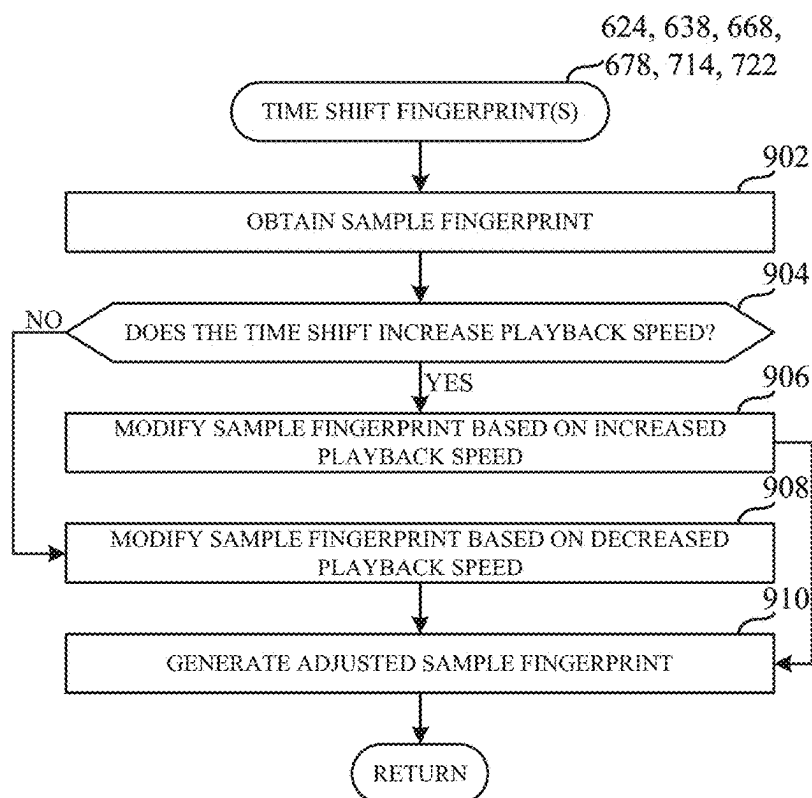 624, 638, 668,
678, 714, 722
TIME SHIFT FINGERPRINT(S)
902
OBTAIN SAMPLE FINGERPRINT
904
NO
DOES THE TIME SHIFT INCREASE PLAYBACK SPEED?
YES
906
MODIFY SAMPLE FINGERPRINT BASED ON INCREASED
PLAYBACK SPEED
908
MODIFY SAMPLE FINGERPRINT BASED ON DECREASED
PLAYBACK SPEED
910
GENERATE ADJUSTED SAMPLE FINGERPRINT
RETURN